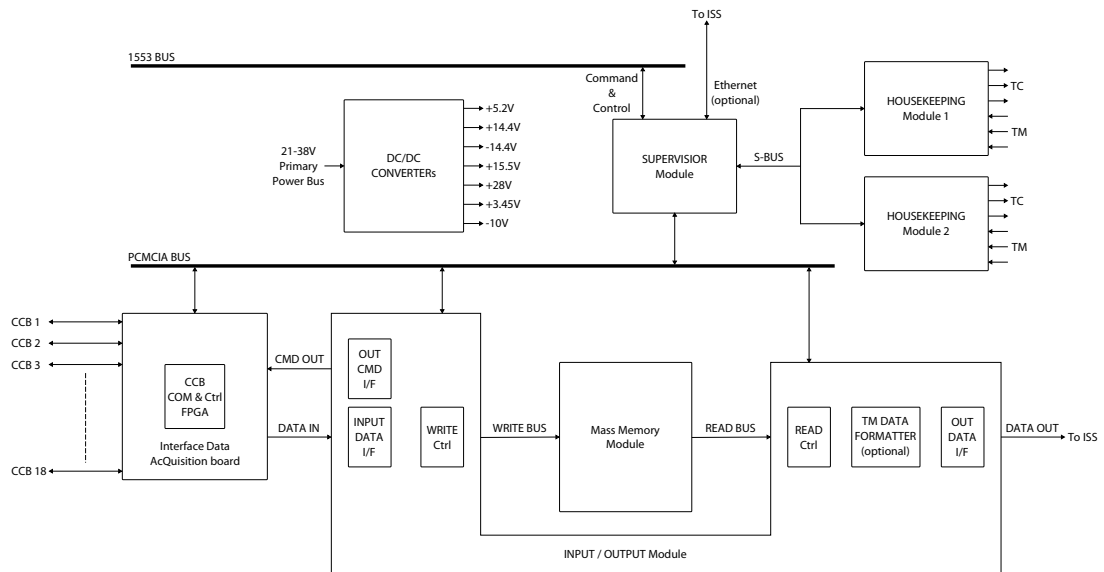 To ISS
1553 BUS
Command
&
Control
Ethernet
(optional)
+5.2V
+14.4V
-14.4V
+15.5V
+28V
+3.45V
-10V
21-38V
Primary
Power Bus
DC/DC
CONVERTERs
SUPERVISIOR
Module
S-BUS
HOUSEKEEPING
Module 1
TC
TM
HOUSEKEEPING
Module 2
TC
TM
PCMCIA BUS
CCB 1
CCB 2
CCB 3
CCB 18
CCB
COM & Ctrl
FPGA
Interface Data
AcQuisition board
CMD OUT
DATA IN
OUT
CMD
I/F
INPUT
DATA
I/F
WRITE
Ctrl
WRITE BUS
Mass Memory
Module
READ BUS
READ
Ctrl
TM DATA
FORMATTER
(optional)
OUT
DATA
I/F
DATA OUT
To ISS
INPUT / OUTPUT Module